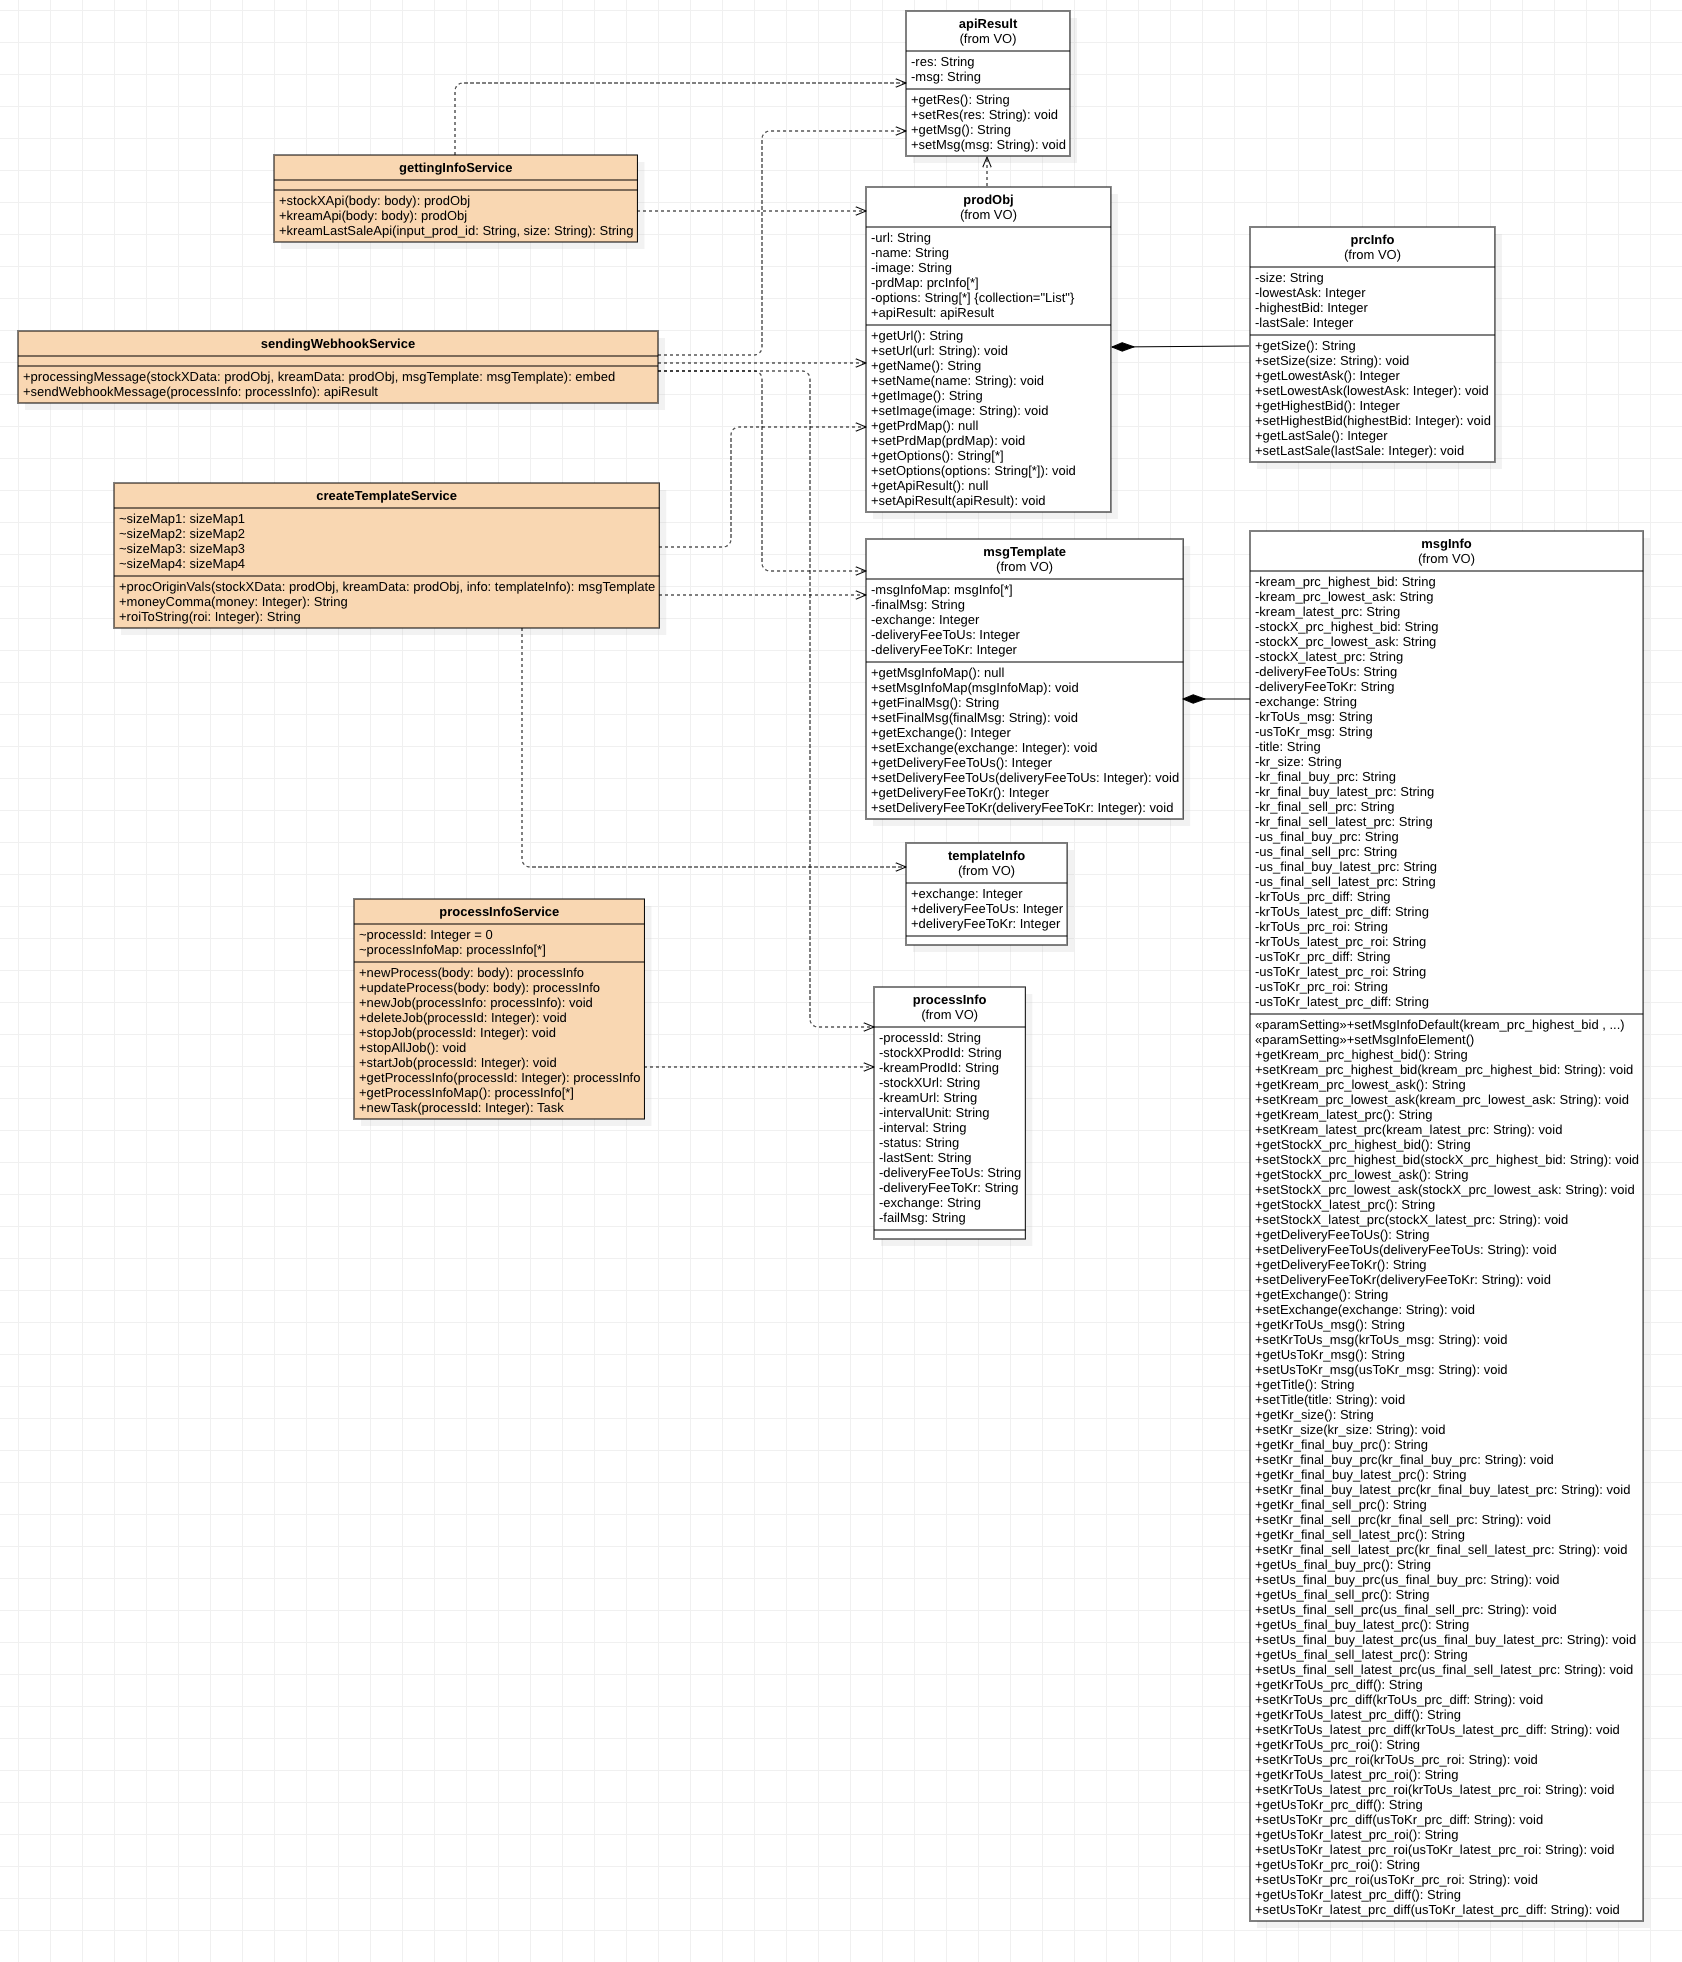 apiResult
(from VO)
-res: String
-msg: String
+getRes(): String
+setRes(res: String): void
+getMsg(): String
+setMsg(msg: String): void
gettingInfoService
+stockXApi(body: body): prodObj
+kreamApi(body: body): prodObj
+kreamLastSaleApi(input_prod_id: String, size: String): String
prodObj
(from VO)
-url: String
-name: String
-image: String
-prdMap: prcInfo[*]
-options: String[*] {collection="List"}
+apiResult: apiResult
+getUrl(): String
+setUrl(url: String): void
+getName(): String
+setName(name: String): void
+getImage(): String
+setImage(image: String): void
+getPrdMap(): null
+setPrdMap(prdMap): void
+getOptions(): String[*]
+setOptions(options: String[*]): void
+getApiResult(): null
+setApiResult(apiResult): void
prcInfo
(from VO)
-size: String
-lowestAsk: Integer
-highestBid: Integer
-lastSale: Integer
+getSize(): String
+setSize(size: String): void
+getLowestAsk(): Integer
+setLowestAsk(lowestAsk: Integer): void
+getHighestBid(): Integer
+setHighestBid(highestBid: Integer): void
+getLastSale(): Integer
+setLastSale(lastSale: Integer): void
sendingWebhookService
+processingMessage(stockXData: prodObj, kreamData: prodObj, msgTemplate: msgTemplate): embed
+sendWebhookMessage(processInfo: processInfo): apiResult
createTemplateService
~sizeMap1: sizeMap1
~sizeMap2: sizeMap2
~sizeMap3: sizeMap3
~sizeMap4: sizeMap4
+procOriginVals(stockXData: prodObj, kreamData: prodObj, info: templateInfo): msgTemplate
+moneyComma(money: Integer): String
+roiToString(roi: Integer): String
msgTemplate
(from VO)
-msgInfoMap: msgInfo[*]
-finalMsg: String
-exchange: Integer
-deliveryFeeToUs: Integer
-deliveryFeeToKr: Integer
+getMsgInfoMap(): null
+setMsgInfoMap(msgInfoMap): void
+getFinalMsg(): String
+setFinalMsg(finalMsg: String): void
+getExchange(): Integer
+setExchange(exchange: Integer): void
+getDeliveryFeeToUs(): Integer
+setDeliveryFeeToUs(deliveryFeeToUs: Integer): void
+getDeliveryFeeToKr(): Integer
+setDeliveryFeeToKr(deliveryFeeToKr: Integer): void
templateInfo
(from VO)
+exchange: Integer
+deliveryFeeToUs: Integer
+deliveryFeeToKr: Integer
processInfoService
~processId: Integer = 0
~processInfoMap: processInfo[*]
+newProcess(body: body): processInfo
+updateProcess(body: body): processInfo
+newJob(processInfo: processInfo): void
+deleteJob(processId: Integer): void
+stopJob(processId: Integer): void
+stopAllJob(): void
+startJob(processId: Integer): void
+getProcessInfo(processId: Integer): processInfo
+getProcessInfoMap(): processInfo[*]
+newTask(processId: Integer): Task
processInfo
(from VO)
-processId: String
-stockXProdId: String
-kreamProdId: String
-stockXUrl: String
-kreamUrl: String
-intervalUnit: String
-interval: String
-status: String
-lastSent: String
-deliveryFeeToUs: String
-deliveryFeeToKr: String
-exchange: String
-failMsg: String
msgInfo
(from VO)
-kream_prc_highest_bid: String
-kream_prc_lowest_ask: String
-kream_latest_prc: String
-stockX_prc_highest_bid: String
-stockX_prc_lowest_ask: String
-stockX_latest_prc: String
-deliveryFeeToUs: String
-deliveryFeeToKr: String
-exchange: String
-krToUs_msg: String
-usToKr_msg: String
-title: String
-kr_size: String
-kr_final_buy_prc: String
-kr_final_buy_latest_prc: String
-kr_final_sell_prc: String
-kr_final_sell_latest_prc: String
-us_final_buy_prc: String
-us_final_sell_prc: String
-us_final_buy_latest_prc: String
-us_final_sell_latest_prc: String
-krToUs_prc_diff: String
-krToUs_latest_prc_diff: String
-krToUs_prc_roi: String
-krToUs_latest_prc_roi: String
-usToKr_prc_diff: String
-usToKr_latest_prc_roi: String
-usToKr_prc_roi: String
-usToKr_latest_prc_diff: String
«paramSetting»+setMsgInfoDefault(kream_prc_highest_bid , ...)
«paramSetting»+setMsgInfoElement()
+getKream_prc_highest_bid(): String
+setKream_prc_highest_bid(kream_prc_highest_bid: String): void
+getKream_prc_lowest_ask(): String
+setKream_prc_lowest_ask(kream_prc_lowest_ask: String): void
+getKream_latest_prc(): String
+setKream_latest_prc(kream_latest_prc: String): void
+getStockX_prc_highest_bid(): String
+setStockX_prc_highest_bid(stockX_prc_highest_bid: String): void
+getStockX_prc_lowest_ask(): String
+setStockX_prc_lowest_ask(stockX_prc_lowest_ask: String): void
+getStockX_latest_prc(): String
+setStockX_latest_prc(stockX_latest_prc: String): void
+getDeliveryFeeToUs(): String
+setDeliveryFeeToUs(deliveryFeeToUs: String): void
+getDeliveryFeeToKr(): String
+setDeliveryFeeToKr(deliveryFeeToKr: String): void
+getExchange(): String
+setExchange(exchange: String): void
+getKrToUs_msg(): String
+setKrToUs_msg(krToUs_msg: String): void
+getUsToKr_msg(): String
+setUsToKr_msg(usToKr_msg: String): void
+getTitle(): String
+setTitle(title: String): void
+getKr_size(): String
+setKr_size(kr_size: String): void
+getKr_final_buy_prc(): String
+setKr_final_buy_prc(kr_final_buy_prc: String): void
+getKr_final_buy_latest_prc(): String
+setKr_final_buy_latest_prc(kr_final_buy_latest_prc: String): void
+getKr_final_sell_prc(): String
+setKr_final_sell_prc(kr_final_sell_prc: String): void
+getKr_final_sell_latest_prc(): String
+setKr_final_sell_latest_prc(kr_final_sell_latest_prc: String): void
+getUs_final_buy_prc(): String
+setUs_final_buy_prc(us_final_buy_prc: String): void
+getUs_final_sell_prc(): String
+setUs_final_sell_prc(us_final_sell_prc: String): void
+getUs_final_buy_latest_prc(): String
+setUs_final_buy_latest_prc(us_final_buy_latest_prc: String): void
+getUs_final_sell_latest_prc(): String
+setUs_final_sell_latest_prc(us_final_sell_latest_prc: String): void
+getKrToUs_prc_diff(): String
+setKrToUs_prc_diff(krToUs_prc_diff: String): void
+getKrToUs_latest_prc_diff(): String
+setKrToUs_latest_prc_diff(krToUs_latest_prc_diff: String): void
+getKrToUs_prc_roi(): String
+setKrToUs_prc_roi(krToUs_prc_roi: String): void
+getKrToUs_latest_prc_roi(): String
+setKrToUs_latest_prc_roi(krToUs_latest_prc_roi: String): void
+getUsToKr_prc_diff(): String
+setUsToKr_prc_diff(usToKr_prc_diff: String): void
+getUsToKr_latest_prc_roi(): String
+setUsToKr_latest_prc_roi(usToKr_latest_prc_roi: String): void
+getUsToKr_prc_roi(): String
+setUsToKr_prc_roi(usToKr_prc_roi: String): void
+getUsToKr_latest_prc_diff(): String
+setUsToKr_latest_prc_diff(usToKr_latest_prc_diff: String): void